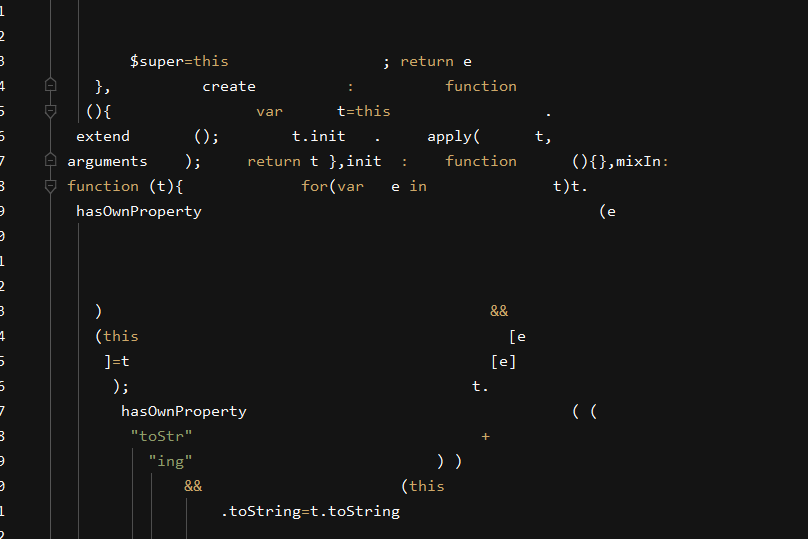 1
2
3 $super=this ; return e
4 }, create : function
5 (){ var t=this .
6 extend (); t.init . apply( t,
7 arguments ); return t },init : function (){},mixIn:
8 function (t){ for(var e in t)t.
9 hasOwnProperty (e
0
1
2
3 ) &&
4 (this [e
5 ]=t [e]
6 ); t.
7 hasOwnProperty ( (
8 "toStr" +
9 "ing" ) )
0 && (this
1 .toString=t.toString
2